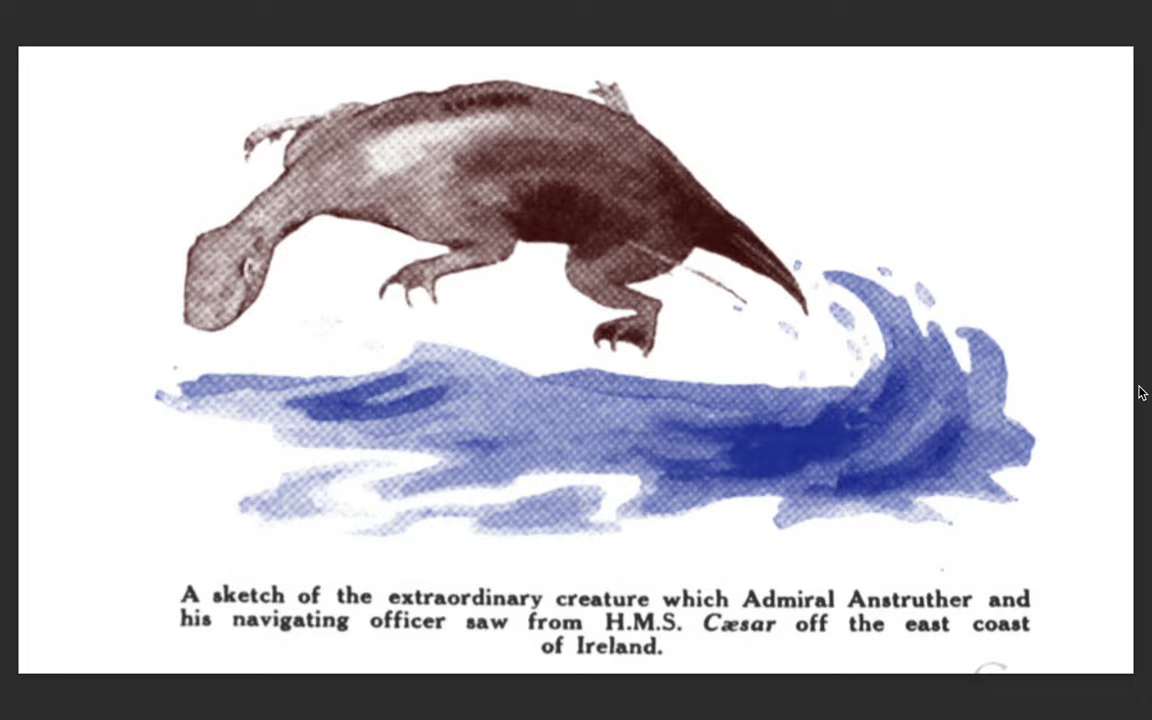 A sketch of the extraordinary creature which Admiral Anstruther and
his navigating officer saw from H.M.S. Cæsar off the east coast
of Ireland.